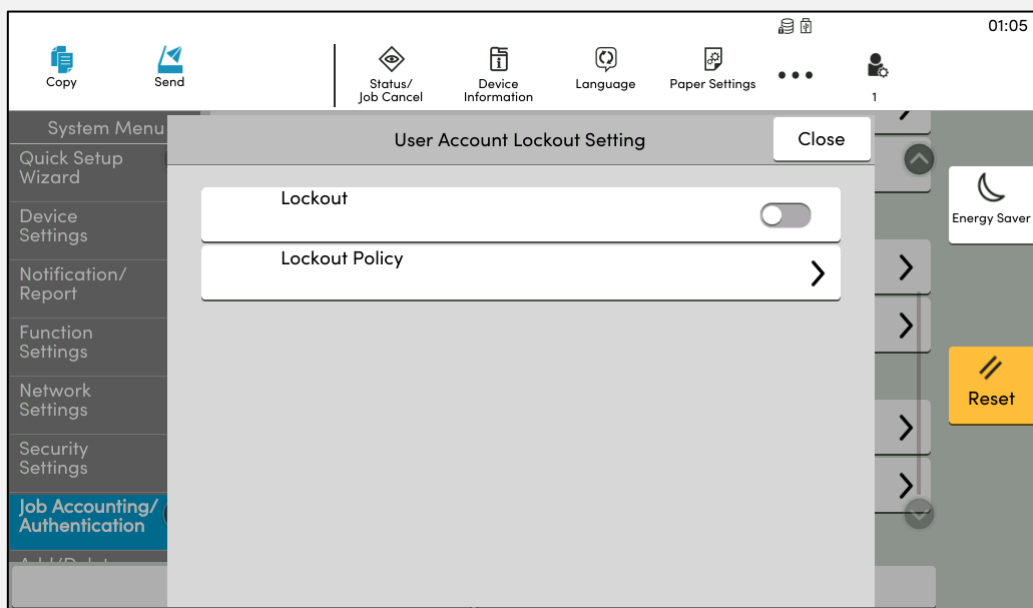 01:05
Copy
Send
Status/
Job Cancel
Device
Information
Language
Paper Settings
1
System Menu
User Account Lockout Setting
Close
Quick Setup
Wizard
Device
Settings
Notification/
Report
Function
Settings
Network
Settings
Security
Settings
Job Accounting/
Authentication
Lockout
Lockout Policy
Energy Saver
Reset